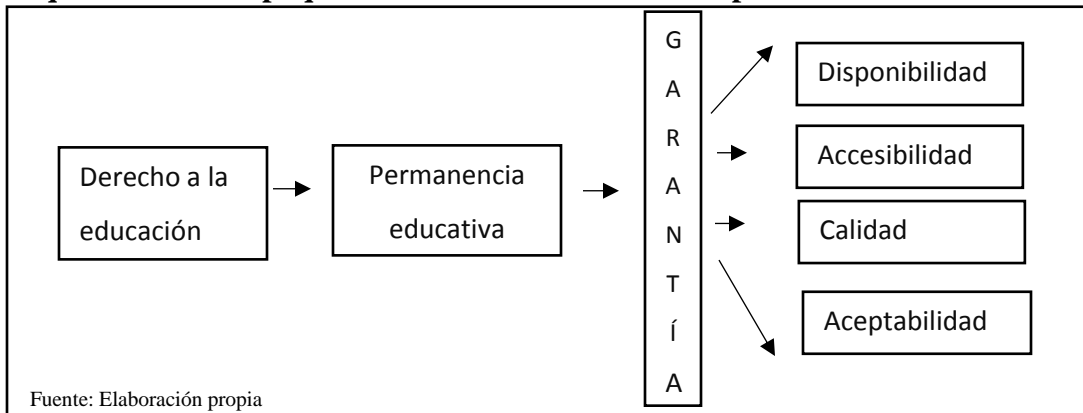 Derecho a la
educación
Permanencia
educativa
G
A
R
A
N
T
Í
A
Disponibilidad
Accesibilidad
Calidad
Aceptabilidad
Fuente: Elaboración propia